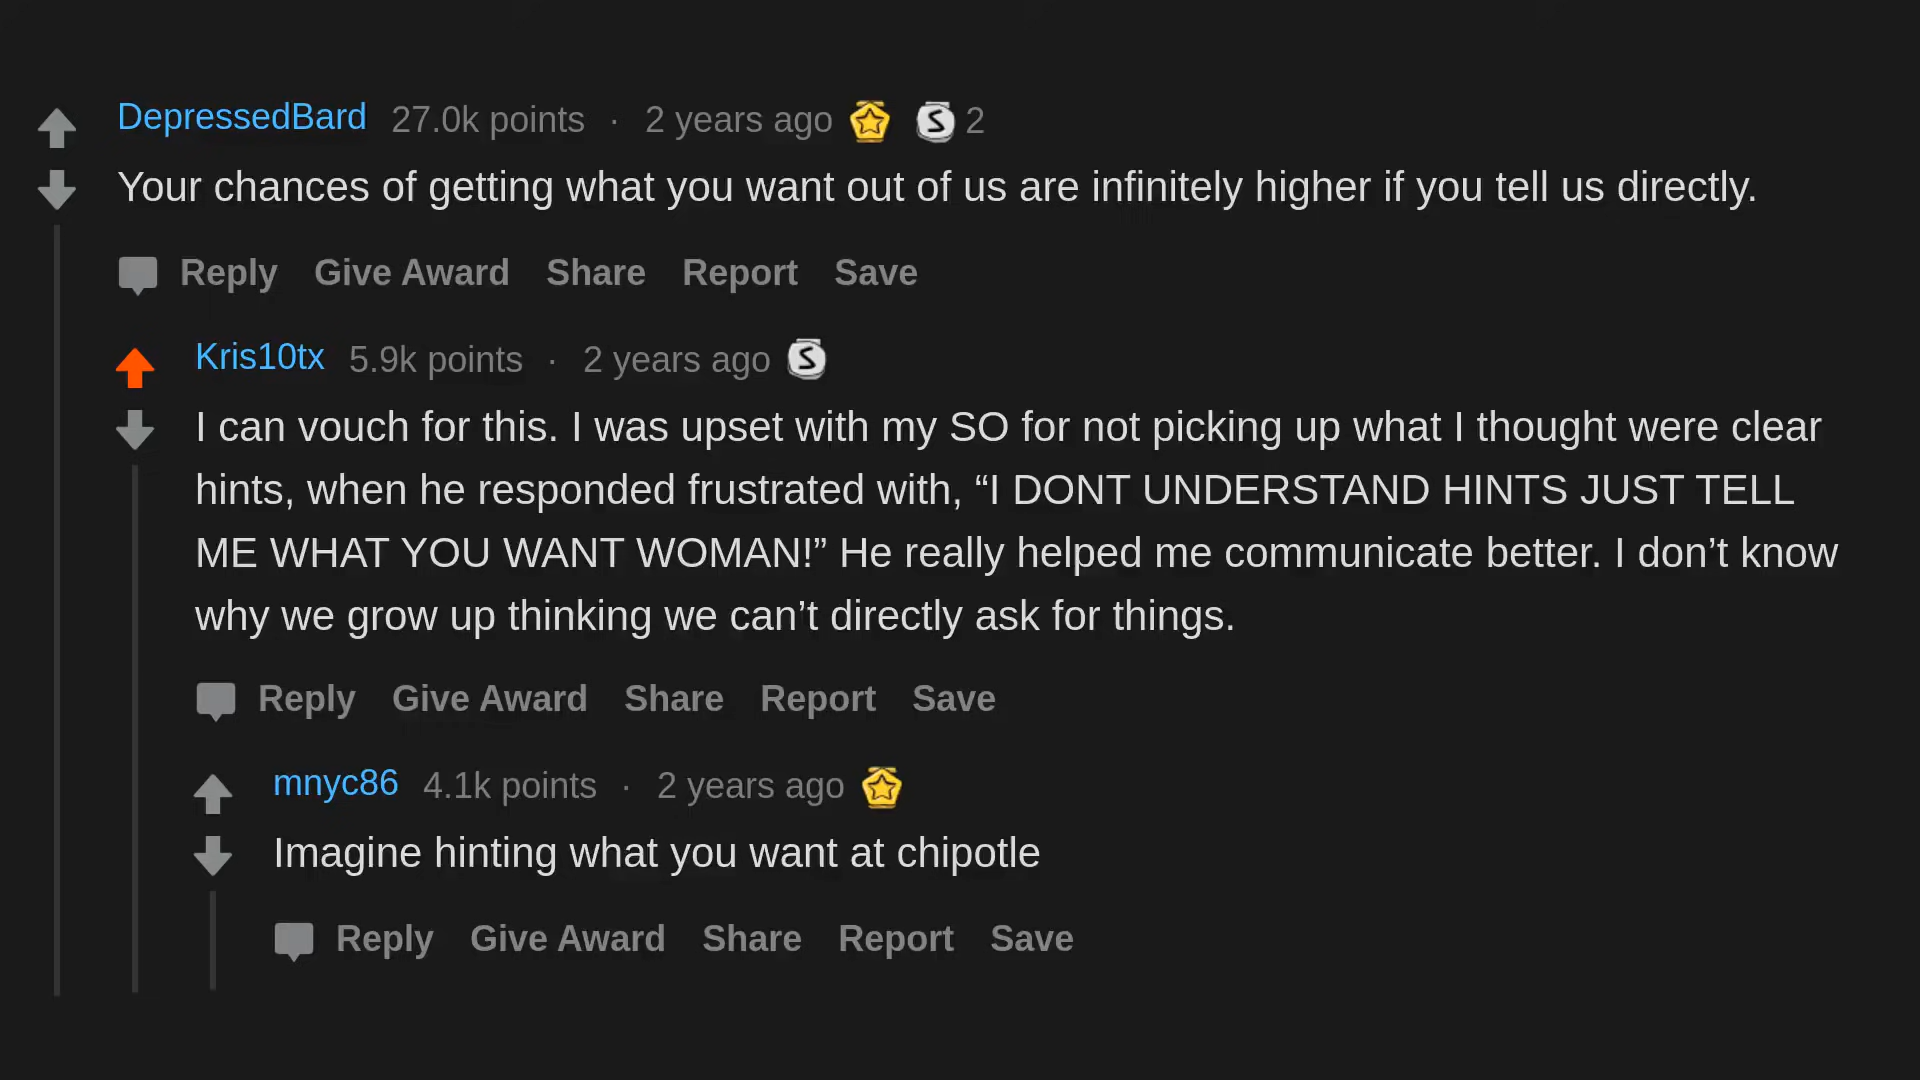 DepressedBard 27.0k points · 2 years ago S 2
Your chances of getting what you want out of us are infinitely higher if you tell us directly.
Reply Give Award Share Report Save
Kris10tx 5.9k points · 2 years ago S
I can vouch for this. I was upset with my SO for not picking up what I thought were clear
hints, when he responded frustrated with, “I DONT UNDERSTAND HINTS JUST TELL
ME WHAT YOU WANT WOMAN!” He really helped me communicate better. I don’t know
why we grow up thinking we can’t directly ask for things.
Reply Give Award Share Report Save
mnyc86 4.1k points · 2 years ago
Imagine hinting what you want at chipotle
Reply Give Award Share Report Save